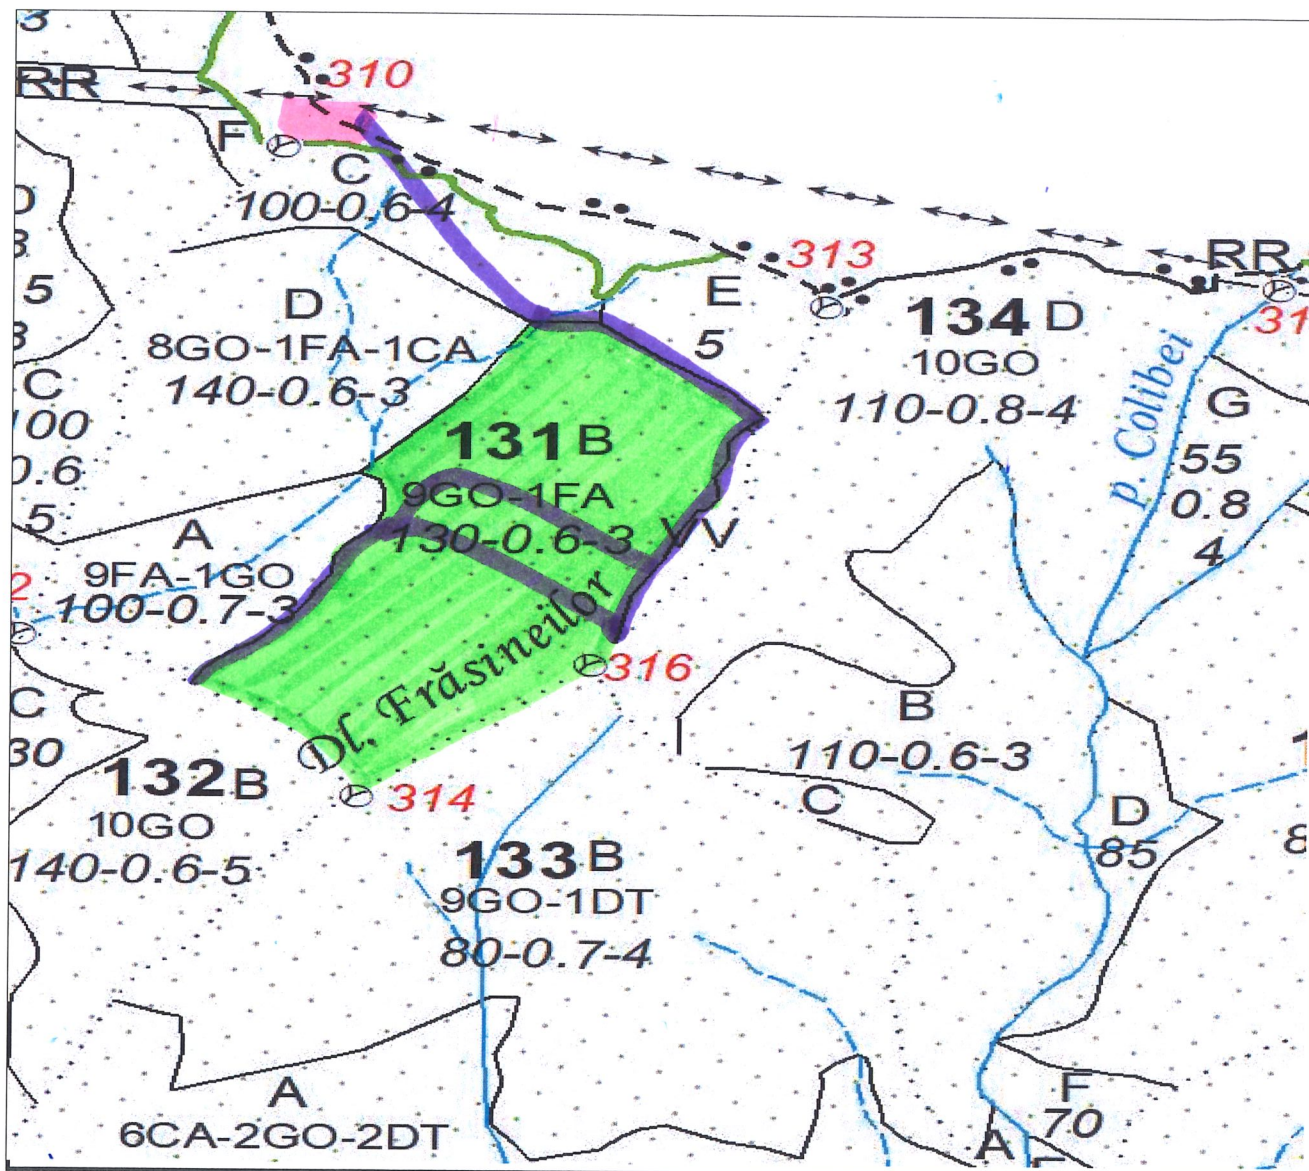 3
RR
310
F
C
100-0.6-4
313
RR
E
5
D
8GO-1FA-1CA
140-0.6-3
134 D
10GO
110-0.8-4
p. Colibei
G
55
0.8
4
5
C
100
0.6
5
131 B
9GO-1FA
130-0.6-3 VV
A
9FA-1GO
100-0.7-3
2
Dl. Frăsineilor
316
314
C
30
132 B
10GO
140-0.6-5
B
110-0.6-3
C
D
85
8
133 B
9GO-1DT
80-0.7-4
A
6CA-2GO-2DT
F
70
A